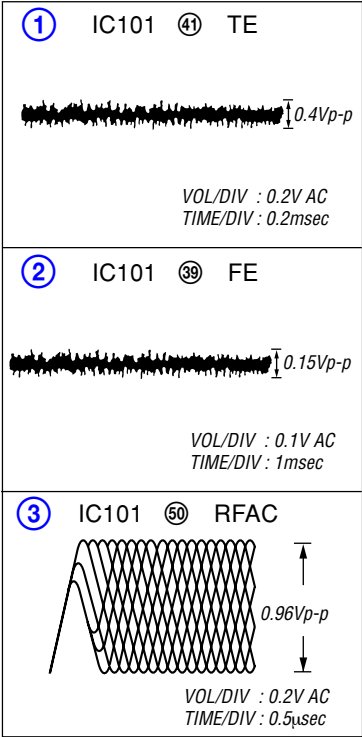 ① IC101 ㊶ TE
0.4Vp-p
VOL/DIV : 0.2V AC
TIME/DIV : 0.2msec
② IC101 ㊴ FE
0.15Vp-p
VOL/DIV : 0.1V AC
TIME/DIV : 1msec
③ IC101 ㊿ RFAC
0.96Vp-p
VOL/DIV : 0.2V AC
TIME/DIV : 0.5µsec